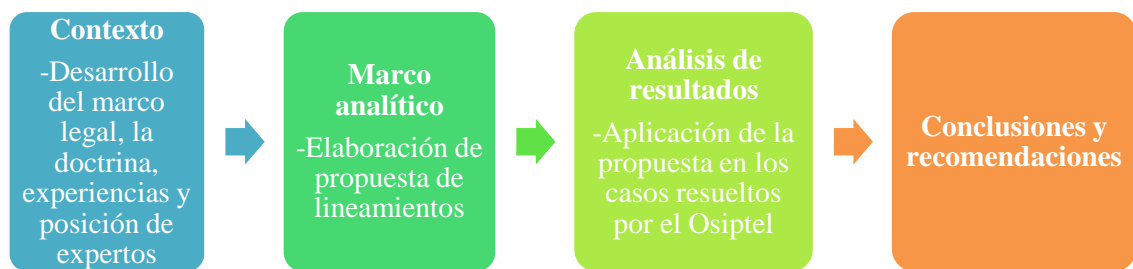 Contexto
-Desarrollo
del marco
legal, la
doctrina,
experiencias y
posición de
expertos
Marco
analítico
-Elaboración de
propuesta de
lineamientos
Análisis de
resultados
-Aplicación de la
propuesta en los
casos resueltos
por el Osiptel
Conclusiones y
recomendaciones